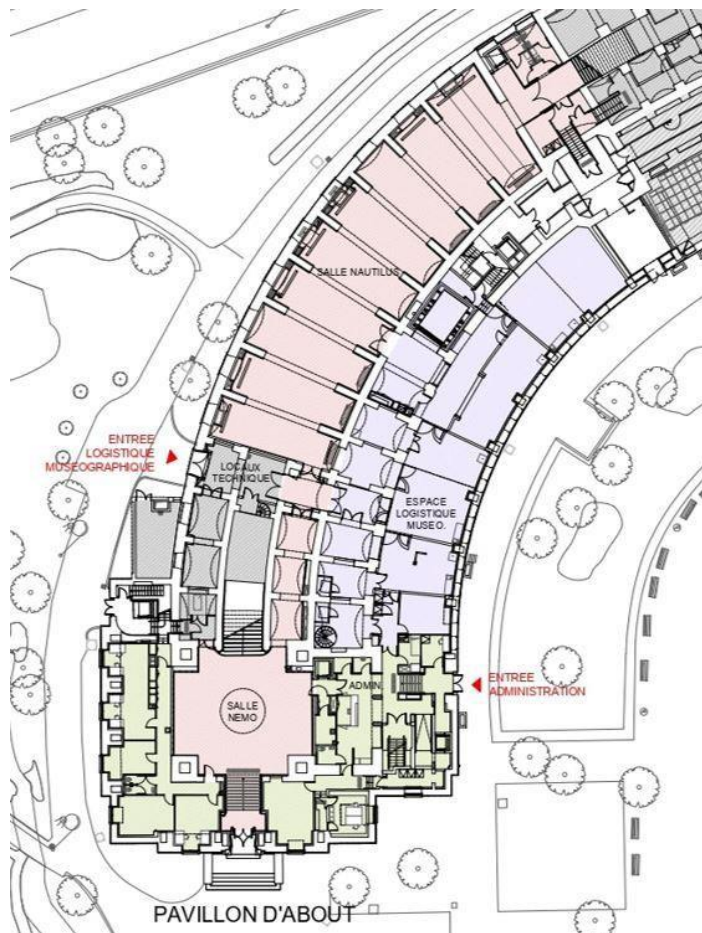 SALLE NAUTILUS
ENTREE
LOGISTIQUE
MUSEOGRAPHIQUE
LOCAUX
TECHNIQUE
ESPACE
LOGISTIQUE
MUSEO.
ADMIN.
ENTREE
ADMINISTRATION
SALLE
NEMO
PAVILLON D'ABOUT